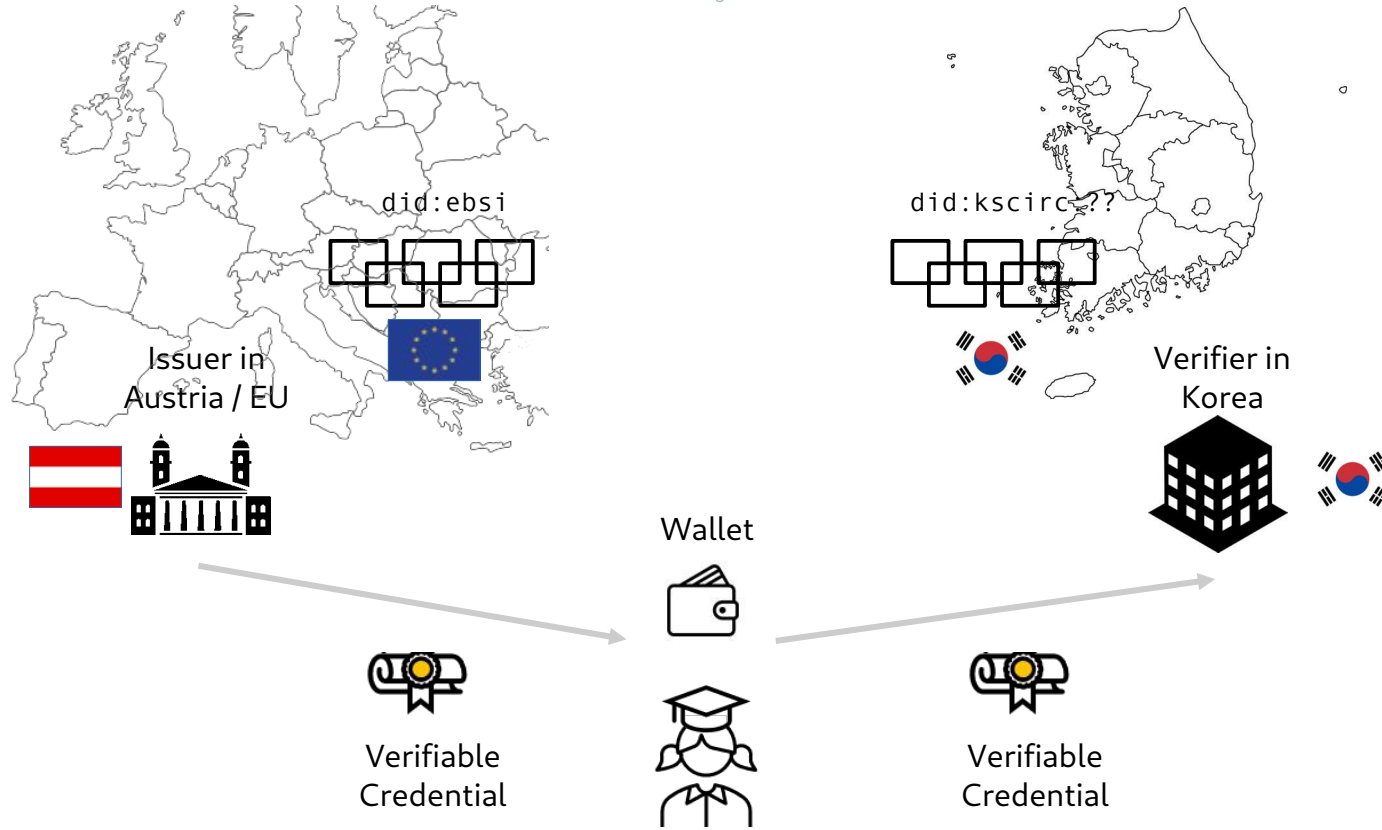 did:ebsi
did:kscirc.??
Issuer in
Austria / EU
Verifier in
Korea
Wallet
Verifiable
Credential
Verifiable
Credential